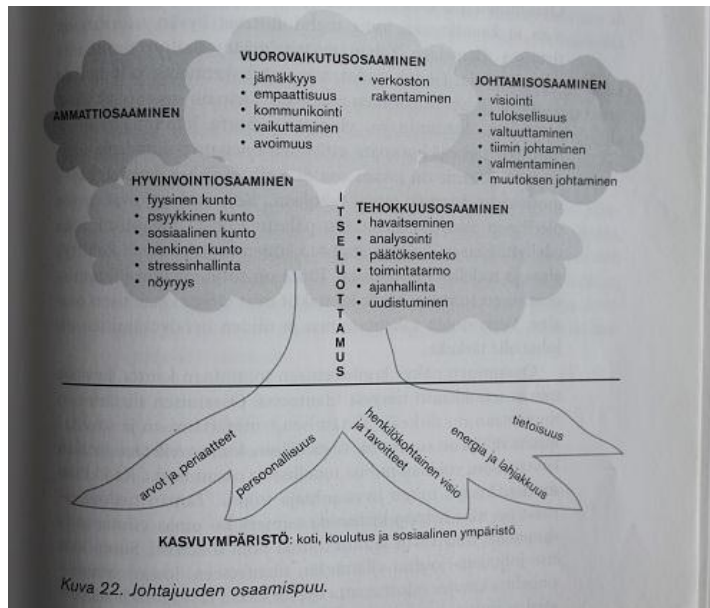 VUOROVAIKUTUSOSAAMINEN
• jämäkkyys
• empaattisuus
• kommunikointi
• vaikuttaminen
• avoimuus
• verkoston
rakentaminen
JOHTAMISOSAAMINEN
• visiointi
• tuloksellisuus
• valtuuttaminen
• tiimin johtaminen
• valmentaminen
• muutoksen johtaminen
AMMATTIOSAAMINEN
HYVINVOINTIOSAAMINEN
• fyysinen kunto
• psyykkinen kunto
• sosiaalinen kunto
• henkinen kunto
• stressinhallinta
• nöyryys
ITSELUOTTAMUS
TEHOKKUUSOSAAMINEN
• havaitseminen
• analysointi
• päätöksenteko
• toimintatarmo
• ajanhallinta
• uudistuminen
arvot ja periaatteet
persoonallisuus
henkilökohtainen visio
ja tavoitteet
energia ja lahjakkuus
tietoisuus
KASVUYMPÄRISTÖ: koti, koulutus ja sosiaalinen ympäristö
Kuva 22. Johtajuuden osaamispuu.